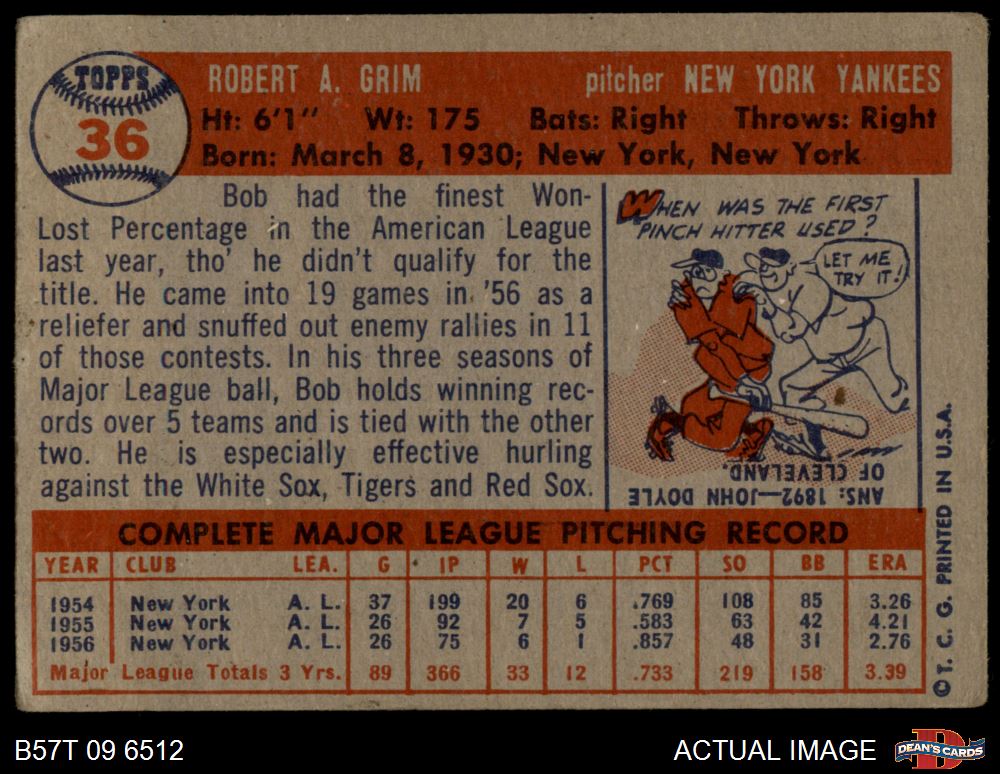 TOPPS
36
ROBERT A. GRIM pitcher NEW YORK YANKEES
Ht: 6'1" Wt: 175 Bats: Right Throws: Right
Born: March 8, 1930; New York, New York
Bob had the finest Won-
Lost Percentage in the American League
last year, tho' he didn't qualify for the
title. He came into 19 games in '56 as a
reliefer and snuffed out enemy rallies in 11
of those contests. In his three seasons of
Major League ball, Bob holds winning rec-
ords over 5 teams and is tied with the other
two. He is especially effective hurling
against the White Sox, Tigers and Red Sox.
WHEN WAS THE FIRST
PINCH HITTER USED?
LET ME
TRY IT!
ANS: 1892—JOHN DOYLE
OF CLEVELAND.
COMPLETE MAJOR LEAGUE PITCHING RECORD
YEAR CLUB LEA. G IP W L PCT SO BB ERA
1954 New York A. L. 37 199 20 6 .769 108 85 3.26
1955 New York A. L. 26 92 7 5 .583 63 42 4.21
1956 New York A. L. 26 75 6 1 .857 48 31 2.76
Major League Totals 3 Yrs. 89 366 33 12 .733 219 158 3.39
©T. C. G. PRINTED IN U.S.A.
B57T 09 6512
ACTUAL IMAGE
DEAN'S CARDS